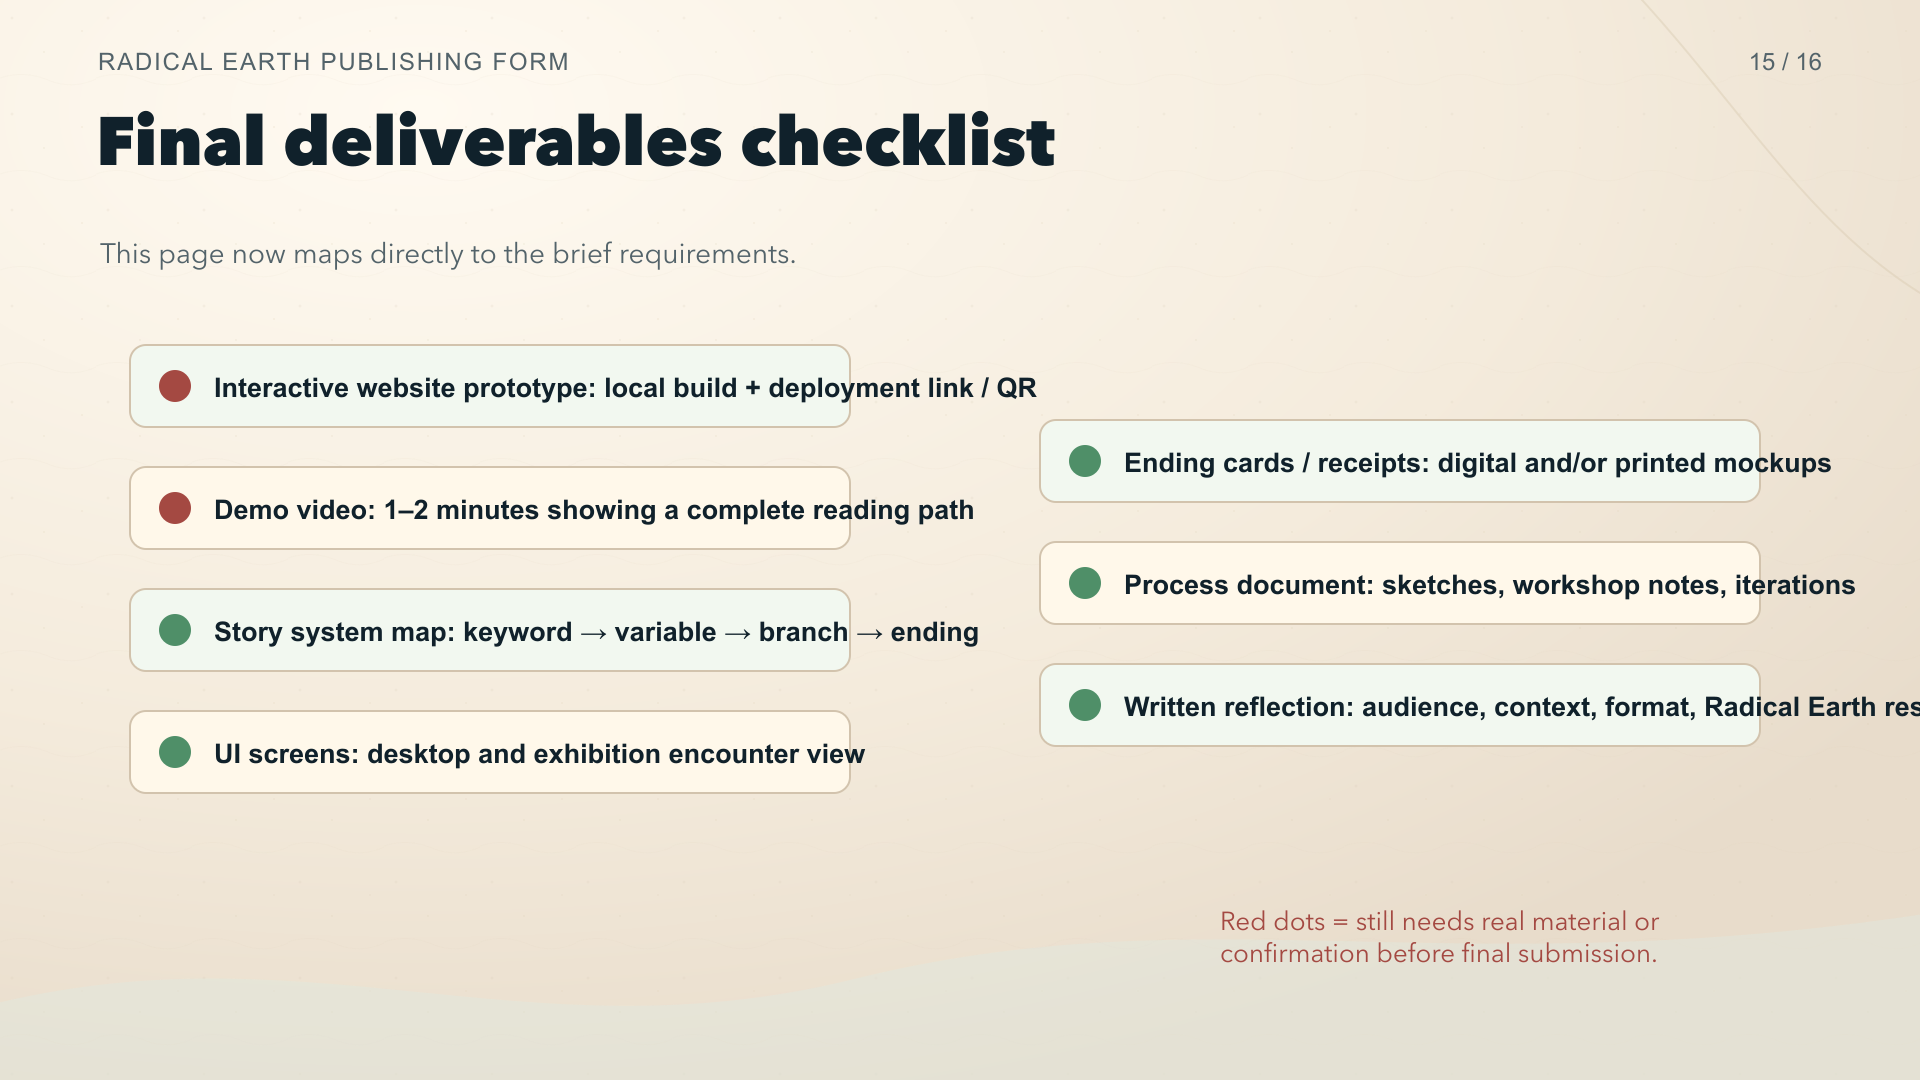 RADICAL EARTH PUBLISHING FORM
15 / 16
Final deliverables checklist
This page now maps directly to the brief requirements.
Interactive website prototype: local build + deployment link / QR
Demo video: 1–2 minutes showing a complete reading path
Story system map: keyword → variable → branch → ending
UI screens: desktop and exhibition encounter view
Ending cards / receipts: digital and/or printed mockups
Process document: sketches, workshop notes, iterations
Written reflection: audience, context, format, Radical Earth
Red dots = still needs real material or
confirmation before final submission.